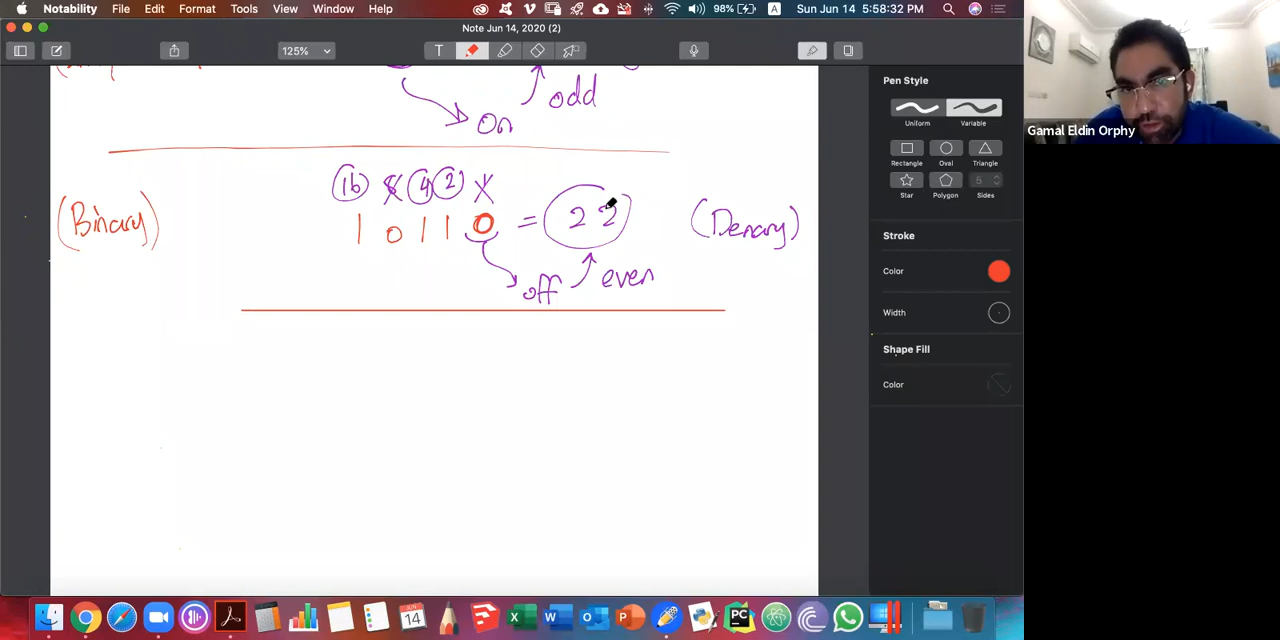 Notability File Edit Format Tools View Window Help
98% A Sun Jun 14 5:58:32 PM
Note Jun 14, 2020 (2)
125% T
Pen Style
Uniform Variable
Rectangle Oval Triangle
Star Polygon Sides
Stroke
Color
Width
Shape Fill
Color
Gamal Eldin Orphy
odd
On
16 8 4 2 1
(Binary) 1 0 1 1 0 = 22 (Denary)
off even
JUN
14
X W P PC